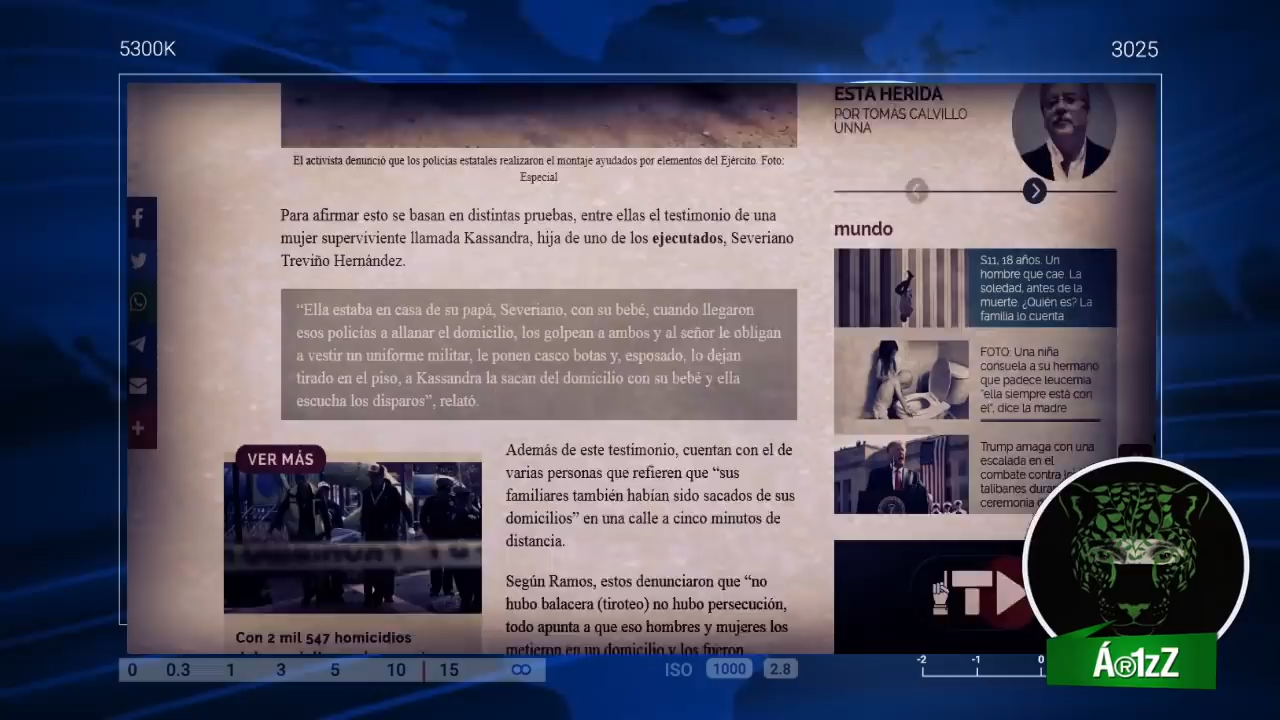 5300K
3025
El activista denunció que los policías estatales realizaron el montaje ayudados por elementos del Ejército. Foto:
Especial
Para afirmar esto se basan en distintas pruebas, entre ellas el testimonio de una
mujer superviviente llamada Kassandra, hija de uno de los ejecutados, Severiano
Treviño Hernández.
“Ella estaba en casa de su papá, Severiano, con su bebé, cuando llegaron
esos policías a allanar el domicilio, los golpean a ambos y al señor le obligan
a vestir un uniforme militar, le ponen casco botas y, esposado, lo dejan
tirado en el piso, a Kassandra la sacan del domicilio con su bebé y ella
escucha los disparos”, relató.
VER MÁS
Con 2 mil 547 homicidios
Además de este testimonio, cuentan con el de
varias personas que refieren que “sus
familiares también habían sido sacados de sus
domicilios” en una calle a cinco minutos de
distancia.
Según Ramos, estos denunciaron que “no
hubo balacera (tiroteo) no hubo persecución,
todo apunta a que eso hombres y mujeres los
metieron en un domicilio y los fueron
ESTA HERIDA
POR TOMÁS CALVILLO
UNNA
mundo
S11, 18 años. Un
hombre que cae. La
soledad, antes de la
muerte. ¿Quién es? La
familia lo cuenta
FOTO: Una niña
consuela a su hermano
que padece leucemia
"ella siempre está con
el", dice la madre
Trump amaga con una
escalada en el
combate contra
talibanes
ceremonia
T
0 0.3 1 3 5 10 15 ∞
ISO 1000 2.8
-2 -1 0
Á®1zZ